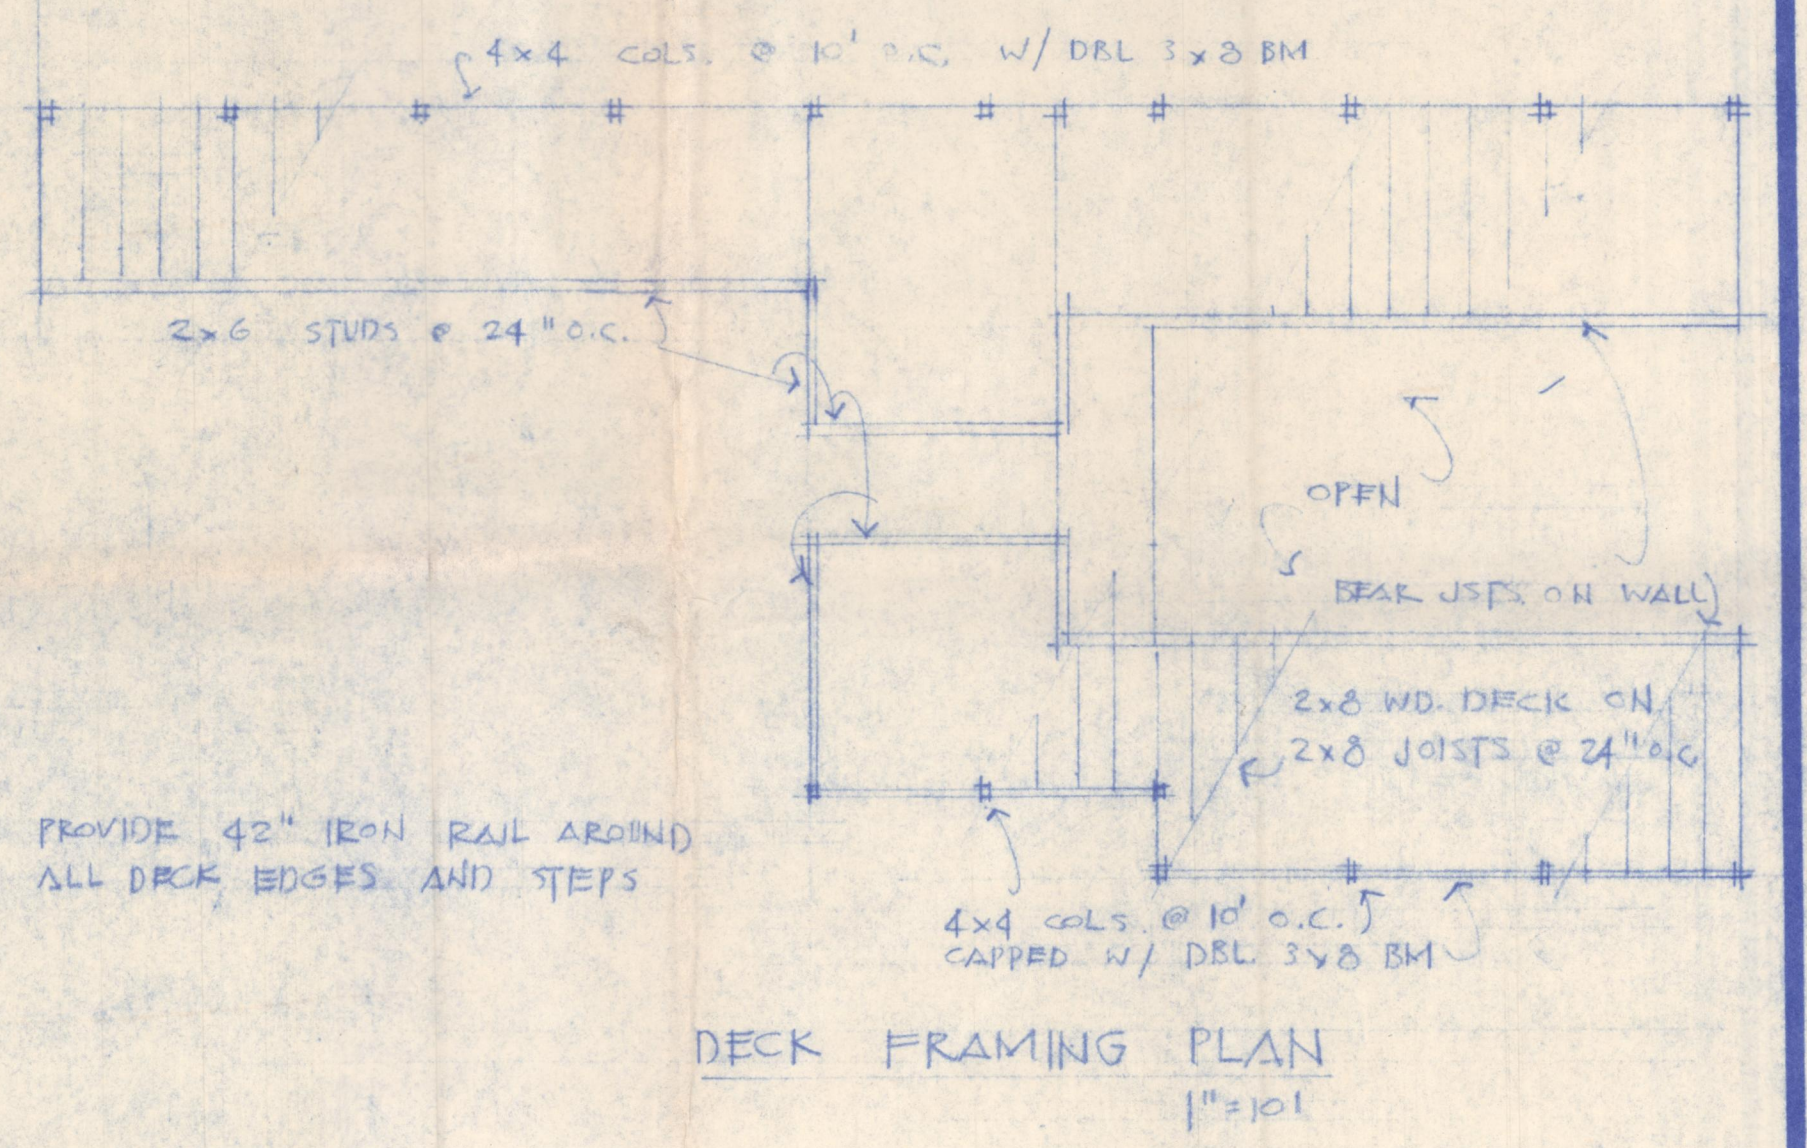 4x4 COLS. @ 10' O.C. W/ DBL 3x8 BM
2x6 STUDS @ 24" O.C.
OPEN
BEAR JSTS. ON WALL
2x8 WD. DECK ON
2x8 JOISTS @ 24" O.C
PROVIDE 42" IRON RAIL AROUND
ALL DECK EDGES AND STEPS
4x4 COLS. @ 10' O.C.
CAPPED W/ DBL. 3x8 BM
DECK FRAMING PLAN
1"=10'